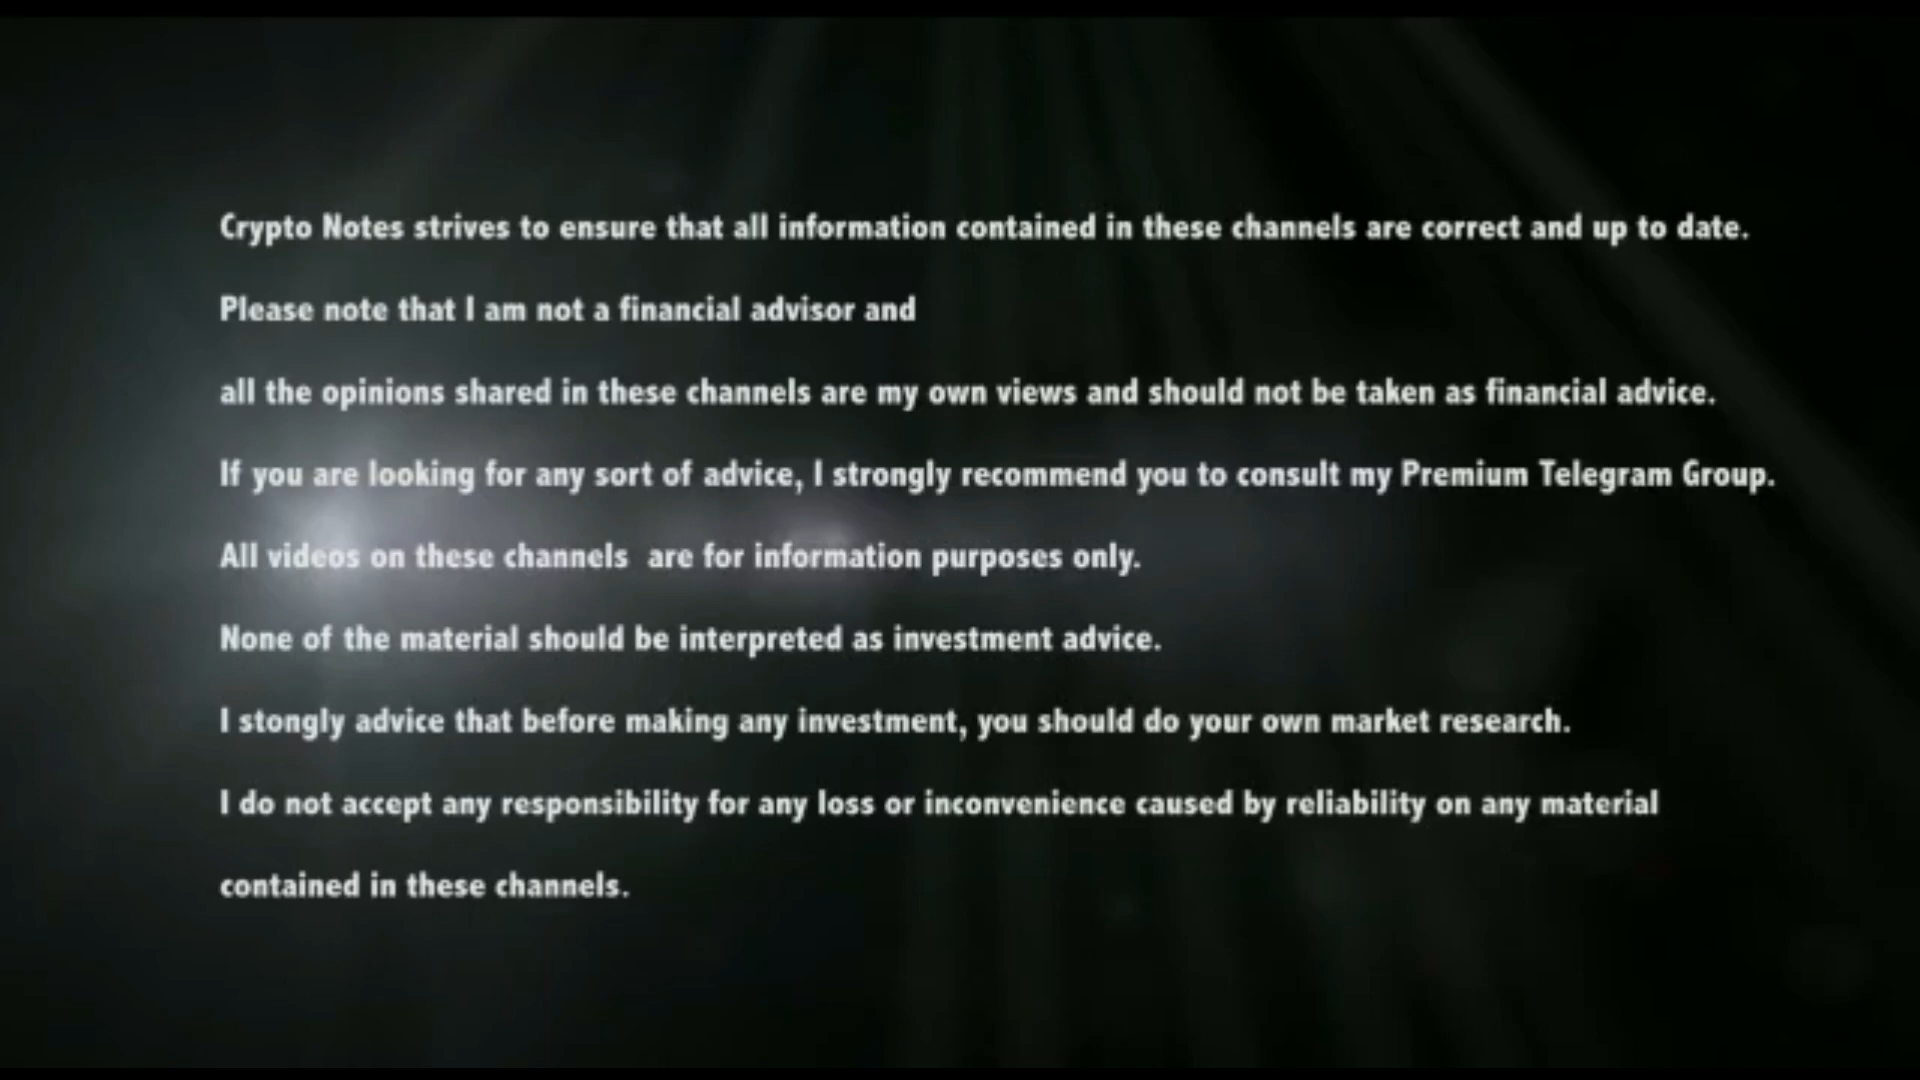 Crypto Notes strives to ensure that all information contained in these channels are correct and up to date.
Please note that I am not a financial advisor and
all the opinions shared in these channels are my own views and should not be taken as financial advice.
If you are looking for any sort of advice, I strongly recommend you to consult my Premium Telegram Group.
All videos on these channels  are for information purposes only.
None of the material should be interpreted as investment advice.
I stongly advice that before making any investment, you should do your own market research.
I do not accept any responsibility for any loss or inconvenience caused by reliability on any material
contained in these channels.